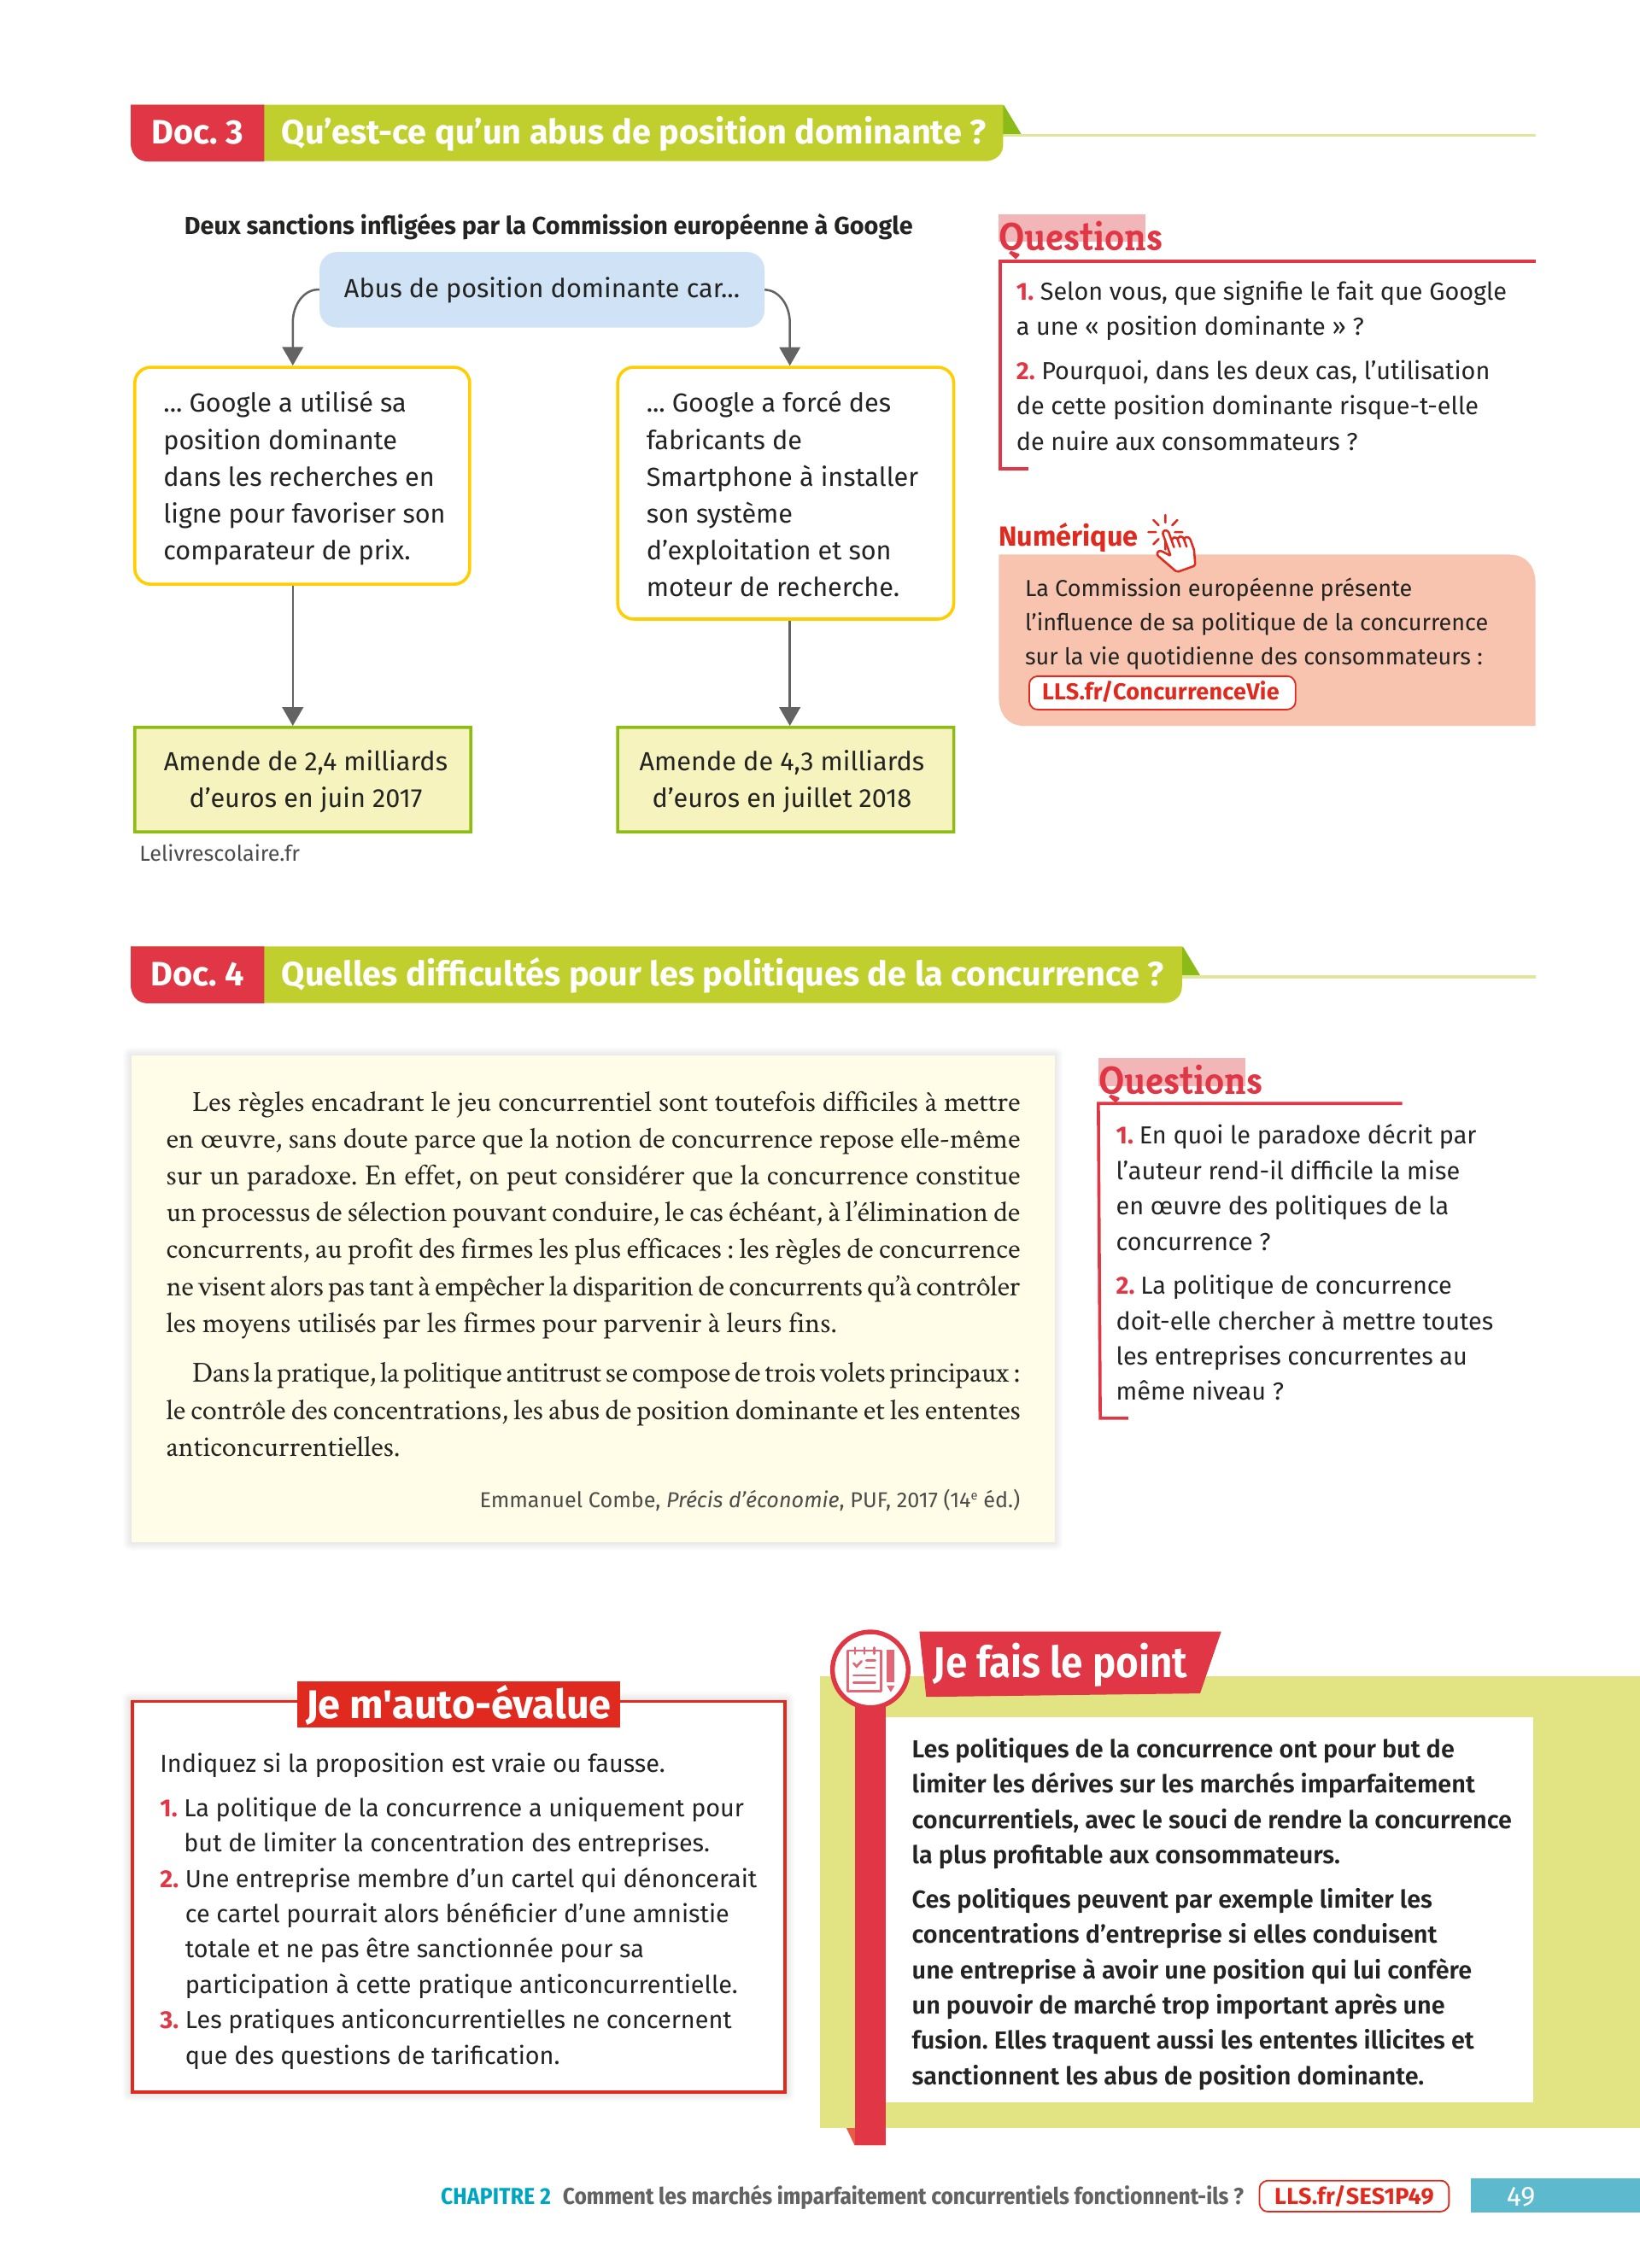 Doc. 3 Qu’est-ce qu’un abus de position dominante ?
Deux sanctions infligées par la Commission européenne à Google
Abus de position dominante car...
... Google a utilisé sa
position dominante
dans les recherches en
ligne pour favoriser son
comparateur de prix.
... Google a forcé des
fabricants de
Smartphone à installer
son système
d’exploitation et son
moteur de recherche.
Amende de 2,4 milliards
d’euros en juin 2017
Amende de 4,3 milliards
d’euros en juillet 2018
Lelivrescolaire.fr
Questions
1. Selon vous, que signifie le fait que Google
a une « position dominante » ?
2. Pourquoi, dans les deux cas, l’utilisation
de cette position dominante risque-t-elle
de nuire aux consommateurs ?
Numérique
La Commission européenne présente
l’influence de sa politique de la concurrence
sur la vie quotidienne des consommateurs :
LLS.fr/ConcurrenceVie
Doc. 4 Quelles difficultés pour les politiques de la concurrence ?
Les règles encadrant le jeu concurrentiel sont toutefois difficiles à mettre
en œuvre, sans doute parce que la notion de concurrence repose elle-même
sur un paradoxe. En effet, on peut considérer que la concurrence constitue
un processus de sélection pouvant conduire, le cas échéant, à l’élimination de
concurrents, au profit des firmes les plus efficaces : les règles de concurrence
ne visent alors pas tant à empêcher la disparition de concurrents qu’à contrôler
les moyens utilisés par les firmes pour parvenir à leurs fins.
Dans la pratique, la politique antitrust se compose de trois volets principaux :
le contrôle des concentrations, les abus de position dominante et les ententes
anticoncurrentielles.
Emmanuel Combe, Précis d’économie, PUF, 2017 (14e éd.)
Questions
1. En quoi le paradoxe décrit par
l’auteur rend-il difficile la mise
en œuvre des politiques de la
concurrence ?
2. La politique de concurrence
doit-elle chercher à mettre toutes
les entreprises concurrentes au
même niveau ?
Je m'auto-évalue
Indiquez si la proposition est vraie ou fausse.
1. La politique de la concurrence a uniquement pour
but de limiter la concentration des entreprises.
2. Une entreprise membre d’un cartel qui dénoncerait
ce cartel pourrait alors bénéficier d’une amnistie
totale et ne pas être sanctionnée pour sa
participation à cette pratique anticoncurrentielle.
3. Les pratiques anticoncurrentielles ne concernent
que des questions de tarification.
Je fais le point
Les politiques de la concurrence ont pour but de
limiter les dérives sur les marchés imparfaitement
concurrentiels, avec le souci de rendre la concurrence
la plus profitable aux consommateurs.
Ces politiques peuvent par exemple limiter les
concentrations d’entreprise si elles conduisent
une entreprise à avoir une position qui lui confère
un pouvoir de marché trop important après une
fusion. Elles traquent aussi les ententes illicites et
sanctionnent les abus de position dominante.
CHAPITRE 2 Comment les marchés imparfaitement concurrentiels fonctionnent-ils ? LLS.fr/SES1P49 49